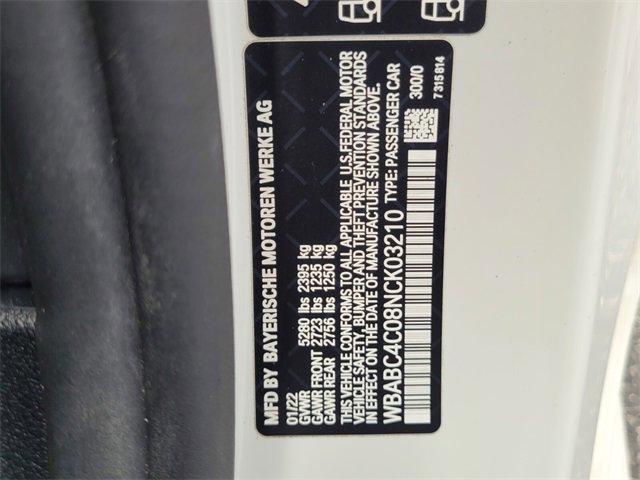 MFD BY BAYERISCHE MOTOREN WERKE AG
01/22
GVWR 5280 lbs 2395 kg
GAWR FRONT 2723 lbs 1235 kg
GAWR REAR 2756 lbs 1250 kg
THIS VEHICLE CONFORMS TO ALL APPLICABLE U.S. FEDERAL MOTOR
VEHICLE SAFETY, BUMPER AND THEFT PREVENTION STANDARDS
IN EFFECT ON THE DATE OF MANUFACTURE SHOWN ABOVE.
WBABC4C08NCK03210 TYPE: PASSENGER CAR
300/0
7315814